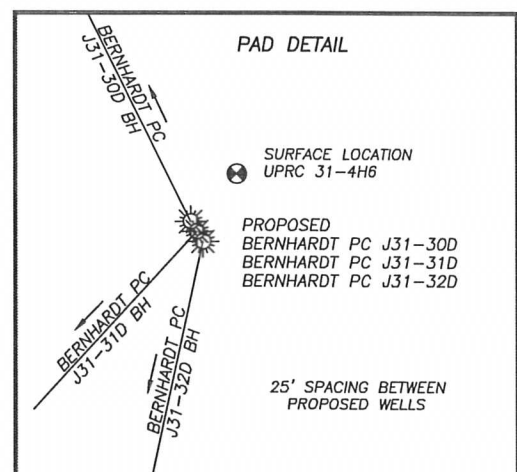 PAD DETAIL
BERNHARDT PC
J31-30D BH
SURFACE LOCATION
UPRC 31-4H6
PROPOSED
BERNHARDT PC J31-30D
BERNHARDT PC J31-31D
BERNHARDT PC J31-32D
BERNHARDT PC
J31-31D BH
BERNHARDT PC
J31-32D BH
25' SPACING BETWEEN
PROPOSED WELLS